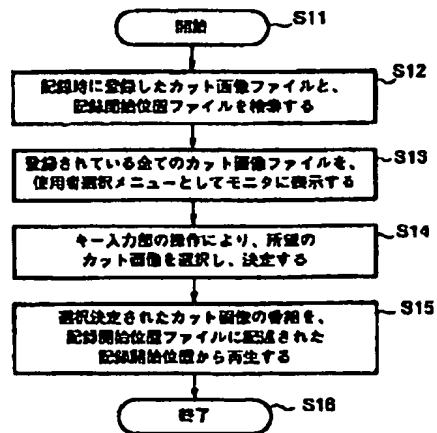 開始
S11
S12
記録時に登録したカット画像ファイルと、
記録開始位置ファイルを検索する
S13
登録されている全てのカット画像ファイルを、
使用者選択メニューとしてモニタに表示する
S14
キー入力部の操作により、所望の
カット画像を選択し、決定する
S15
選択決定されたカット画像の番組を、
記録開始位置ファイルに記述された
記録開始位置から再生する
S16
終了